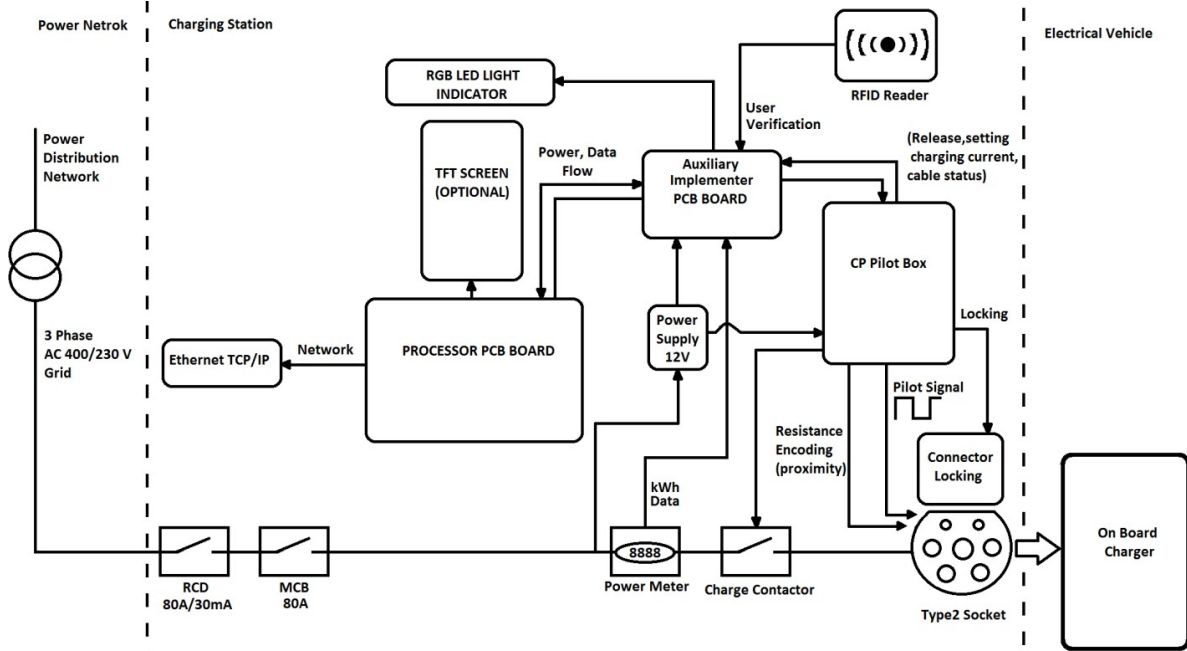 Power Netrok
Charging Station
Electrical Vehicle
RGB LED LIGHT
INDICATOR
RFID Reader
User
Verification
Power
Distribution
Network
TFT SCREEN
(OPTIONAL)
Power, Data
Flow
Auxiliary
Implementer
PCB BOARD
(Release,setting
charging current,
cable status)
CP Pilot Box
3 Phase
AC 400/230 V
Grid
Ethernet TCP/IP
Network
PROCESSOR PCB BOARD
Power
Supply
12V
Locking
Pilot Signal
Resistance
Encoding
(proximity)
Connector
Locking
kWh
Data
8888
RCD
80A/30mA
MCB
80A
Power Meter
Charge Contactor
Type2 Socket
On Board
Charger